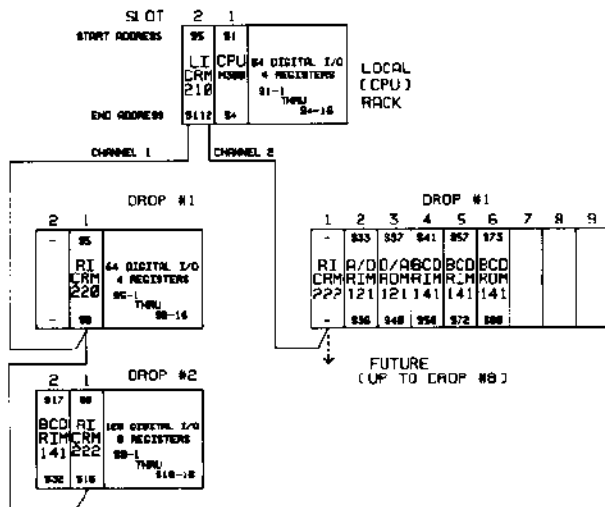 SLOT 2 1
START ADDRESS S5 S1
LI CPU 64 DIGITAL I/O
CRM M388 4 REGISTERS
210 S1-1
THRU
S4-16
LOCAL
(CPU)
RACK
END ADDRESS S112 S4
CHANNEL 1 CHANNEL 2
DROP #1
2 1
- S5
RI 64 DIGITAL I/O
CRM 4 REGISTERS
220 S5-1
THRU
S8-16
- S8
DROP #1
1 2 3 4 5 6 7 8 9
- S33 S37 S41 S57 S73
RI A/D D/A BCD BCD BCD
CRM RIM ROM RIM RIM ROM
222 121 121 141 141 141
- S36 S40 S56 S72 S88
FUTURE
(UP TO DROP #8)
DROP #2
2 1
S17 S9
BCD RI 128 DIGITAL I/O
RIM CRM 8 REGISTERS
141 222 S9-1
THRU
S16-16
S32 S16